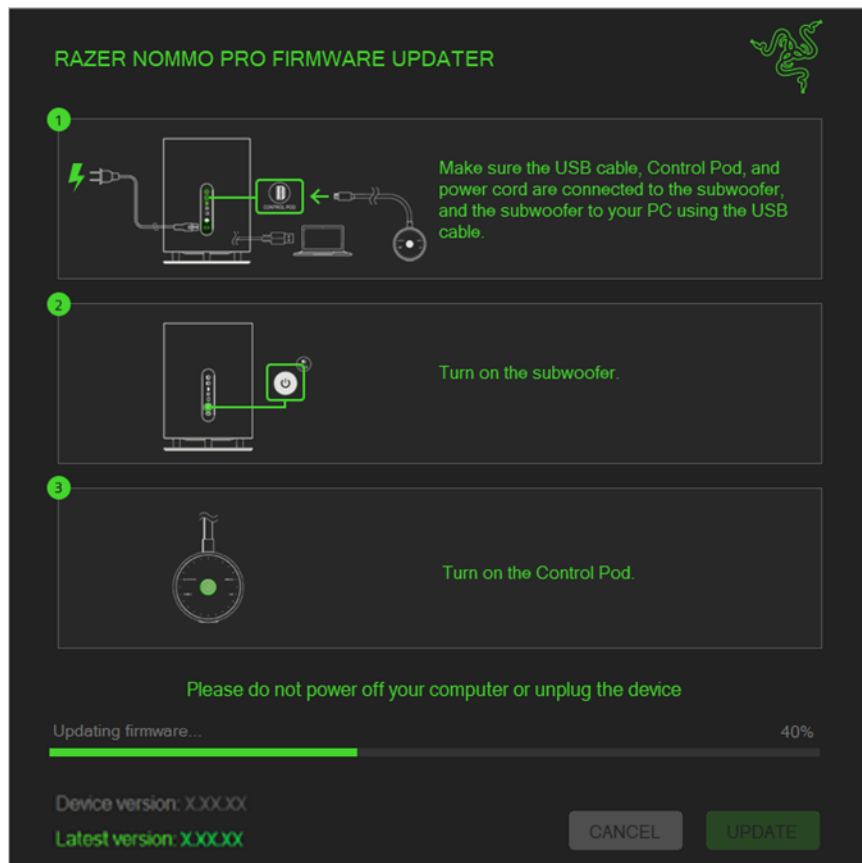 RAZER NOMMO PRO FIRMWARE UPDATER
1
Make sure the USB cable, Control Pod, and
power cord are connected to the subwoofer,
and the subwoofer to your PC using the USB
cable.
CONTROL POD
2
Turn on the subwoofer.
3
Turn on the Control Pod.
Please do not power off your computer or unplug the device
Updating firmware... 40%
Device version: X.XX.XX
Latest version: X.XX.XX
CANCEL UPDATE